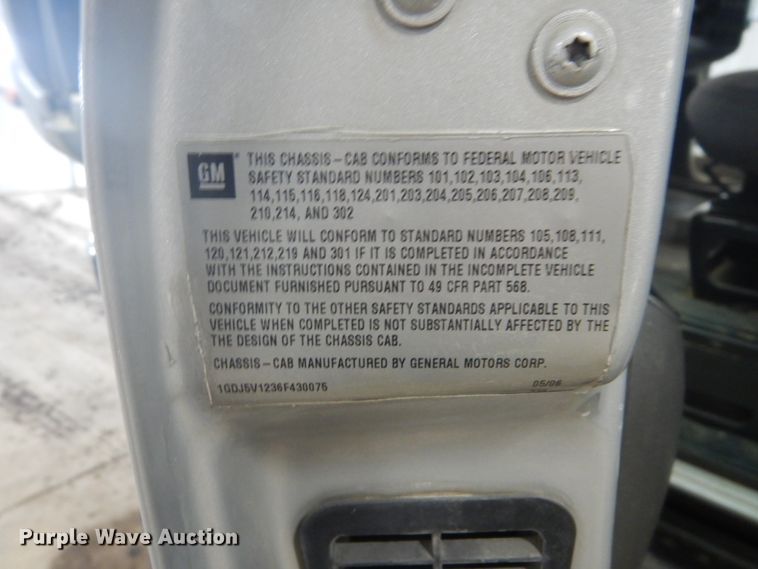 GM® THIS CHASSIS-CAB CONFORMS TO FEDERAL MOTOR VEHICLE
SAFETY STANDARD NUMBERS 101,102,103,104,106,113,
114,115,116,118,124,201,203,204,205,206,207,208,209,
210,214, AND 302
THIS VEHICLE WILL CONFORM TO STANDARD NUMBERS 105,108,111,
120,121,212,219 AND 301 IF IT IS COMPLETED IN ACCORDANCE
WITH THE INSTRUCTIONS CONTAINED IN THE INCOMPLETE VEHICLE
DOCUMENT FURNISHED PURSUANT TO 49 CFR PART 568.
CONFORMITY TO THE OTHER SAFETY STANDARDS APPLICABLE TO THIS
VEHICLE WHEN COMPLETED IS NOT SUBSTANTIALLY AFFECTED BY THE
THE DESIGN OF THE CHASSIS CAB.
CHASSIS-CAB MANUFACTURED BY GENERAL MOTORS CORP.
1GDJ5V1236F430075 05/06
Purple Wave Auction